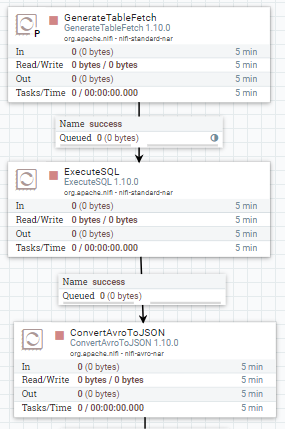 GenerateTableFetch
GenerateTableFetch 1.10.0
org.apache.nifi - nifi-standard-nar
P
In 0 (0 bytes) 5 min
Read/Write 0 bytes / 0 bytes 5 min
Out 0 (0 bytes) 5 min
Tasks/Time 0 / 00:00:00.000 5 min
Name success
Queued 0 (0 bytes)
ExecuteSQL
ExecuteSQL 1.10.0
org.apache.nifi - nifi-standard-nar
In 0 (0 bytes) 5 min
Read/Write 0 bytes / 0 bytes 5 min
Out 0 (0 bytes) 5 min
Tasks/Time 0 / 00:00:00.000 5 min
Name success
Queued 0 (0 bytes)
ConvertAvroToJSON
ConvertAvroToJSON 1.10.0
org.apache.nifi - nifi-avro-nar
In 0 (0 bytes) 5 min
Read/Write 0 bytes / 0 bytes 5 min
Out 0 (0 bytes) 5 min
Tasks/Time 0 / 00:00:00.000 5 min